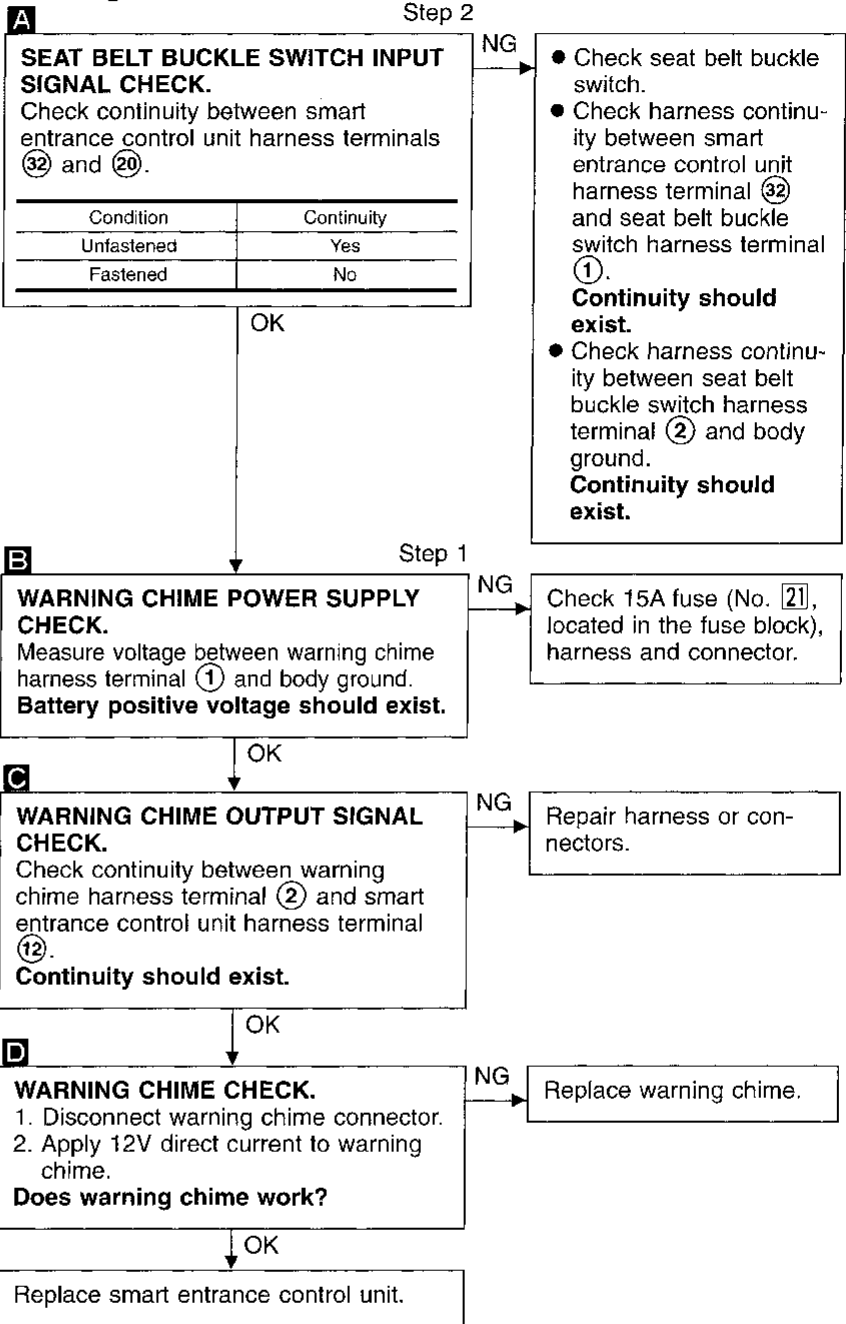 Step 2
A
SEAT BELT BUCKLE SWITCH INPUT
SIGNAL CHECK.
Check continuity between smart
entrance control unit harness terminals
㉜ and ⑳.
Condition Continuity
Unfastened Yes
Fastened No
NG
● Check seat belt buckle
switch.
● Check harness continu-
ity between smart
entrance control unit
harness terminal ㉜
and seat belt buckle
switch harness terminal
①.
Continuity should
exist.
● Check harness continu-
ity between seat belt
buckle switch harness
terminal ② and body
ground.
Continuity should
exist.
OK
B
Step 1
WARNING CHIME POWER SUPPLY
CHECK.
Measure voltage between warning chime
harness terminal ① and body ground.
Battery positive voltage should exist.
NG
Check 15A fuse (No. 21,
located in the fuse block),
harness and connector.
OK
C
WARNING CHIME OUTPUT SIGNAL
CHECK.
Check continuity between warning
chime harness terminal ② and smart
entrance control unit harness terminal
⑫.
Continuity should exist.
NG
Repair harness or con-
nectors.
OK
D
WARNING CHIME CHECK.
1. Disconnect warning chime connector.
2. Apply 12V direct current to warning
chime.
Does warning chime work?
NG
Replace warning chime.
OK
Replace smart entrance control unit.